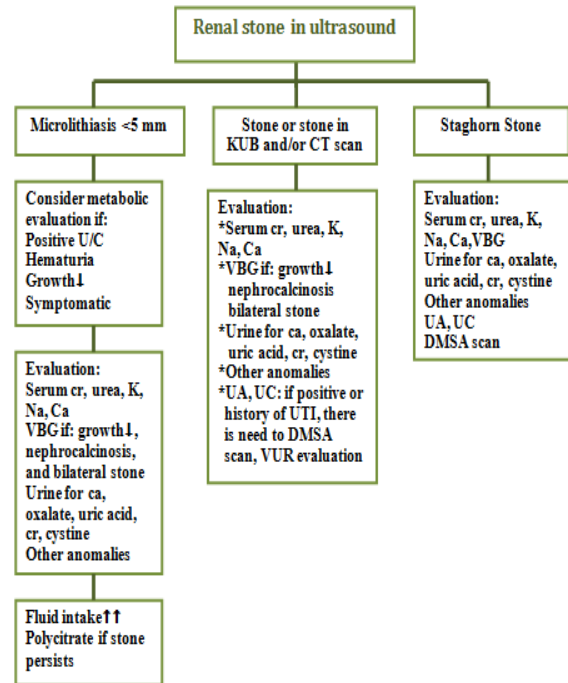 Renal stone in ultrasound
Microlithiasis <5 mm
Consider metabolic
evaluation if:
Positive U/C
Hematuria
Growth↓
Symptomatic
Evaluation:
Serum cr, urea, K,
Na, Ca
VBG if: growth↓,
nephrocalcinosis,
and bilateral stone
Urine for ca,
oxalate, uric acid,
cr, cystine
Other anomalies
Fluid intake↑↑
Polycitrate if stone
persists
Stone or stone in
KUB and/or CT scan
Evaluation:
*Serum cr, urea, K,
Na, Ca
*VBG if: growth↓
nephrocalcinosis
bilateral stone
*Urine for ca, oxalate,
uric acid, cr, cystine
*Other anomalies
*UA, UC: if positive or
history of UTI, there
is need to DMSA
scan, VUR evaluation
Staghorn Stone
Evaluation:
Serum cr, urea, K,
Na, Ca,VBG
Urine for ca, oxalate,
uric acid, cr, cystine
Other anomalies
UA, UC
DMSA scan